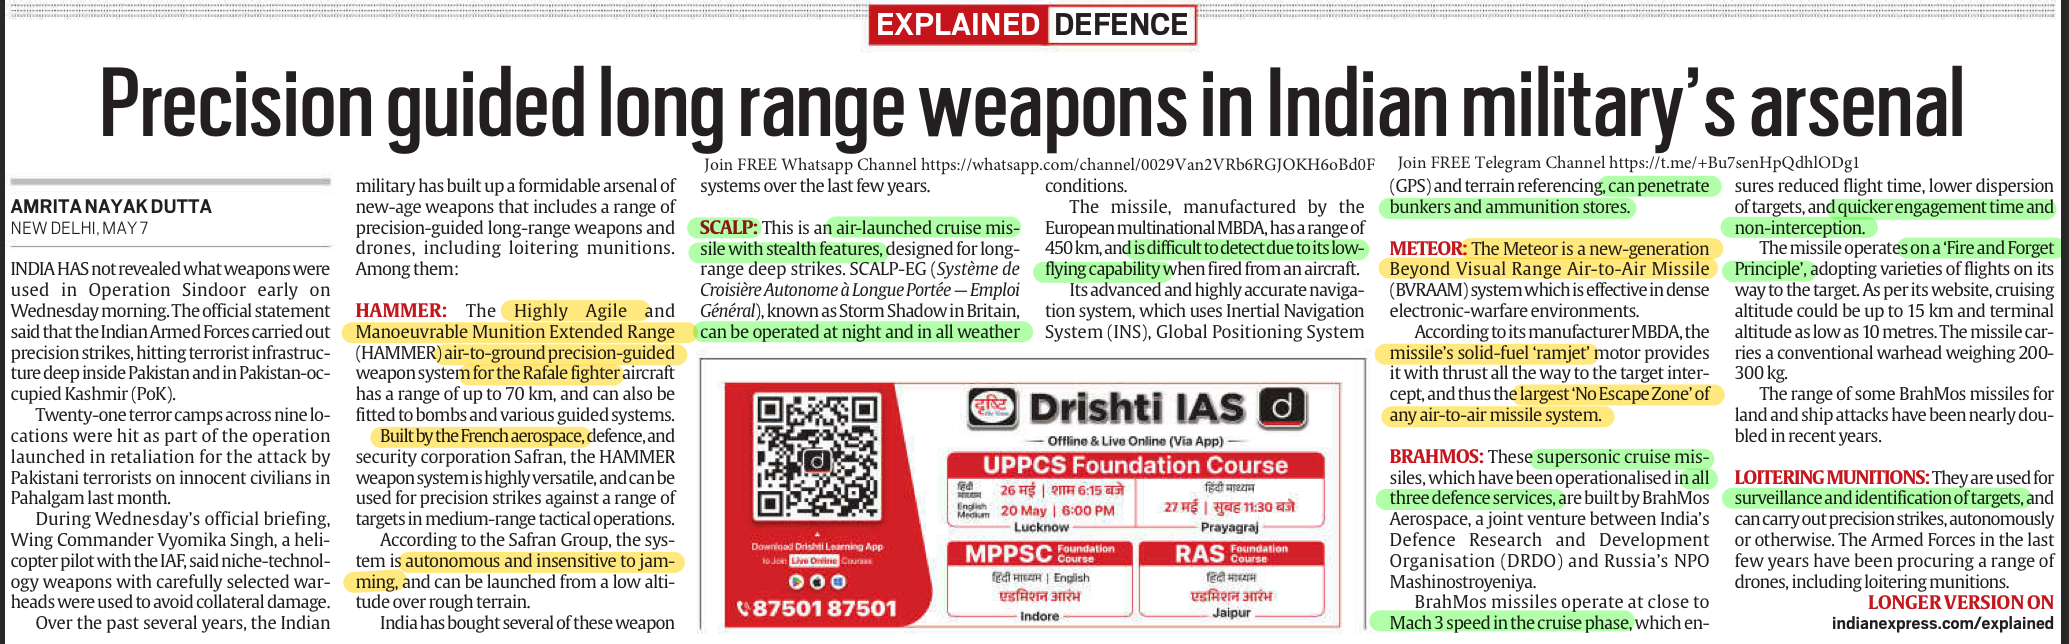 EXPLAINED DEFENCE
Precision guided long range weapons in Indian military's arsenal
Join FREE Whatsapp Channel https://whatsapp.com/channel/0029Van2VRb6RGJOKH6oBd0F
Join FREE Telegram Channel https://t.me/+Bu7senHpQdhlODg1
AMRITA NAYAK DUTTA
NEW DELHI, MAY 7
INDIA HAS not revealed what weapons were
used in Operation Sindoor early on
Wednesday morning. The official statement
said that the Indian Armed Forces carried out
precision strikes, hitting terrorist infrastruc-
ture deep inside Pakistan and in Pakistan-oc-
cupied Kashmir (PoK).
Twenty-one terror camps across nine lo-
cations were hit as part of the operation
launched in retaliation for the attack by
Pakistani terrorists on innocent civilians in
Pahalgam last month.
During Wednesday's official briefing,
Wing Commander Vyomika Singh, a heli-
copter pilot with the IAF, said niche-technol-
ogy weapons with carefully selected war-
heads were used to avoid collateral damage.
Over the past several years, the Indian
military has built up a formidable arsenal of
new-age weapons that includes a range of
precision-guided long-range weapons and
drones, including loitering munitions.
Among them:
HAMMER: The Highly Agile and
Manoeuvrable Munition Extended Range
(HAMMER) air-to-ground precision-guided
weapon system for the Rafale fighter aircraft
has a range of up to 70 km, and can also be
fitted to bombs and various guided systems.
Built by the French aerospace, defence, and
security corporation Safran, the HAMMER
weapon system is highly versatile, and can be
used for precision strikes against a range of
targets in medium-range tactical operations.
According to the Safran Group, the sys-
tem is autonomous and insensitive to jam-
ming, and can be launched from a low alti-
tude over rough terrain.
India has bought several of these weapon
systems over the last few years.
SCALP: This is an air-launched cruise mis-
sile with stealth features, designed for long-
range deep strikes. SCALP-EG (Système de
Croisière Autonome à Longue Portée — Emploi
Général), known as Storm Shadow in Britain,
can be operated at night and in all weather
conditions.
The missile, manufactured by the
European multinational MBDA, has a range of
450 km, and is difficult to detect due to its low-
flying capability when fired from an aircraft.
Its advanced and highly accurate naviga-
tion system, which uses Inertial Navigation
System (INS), Global Positioning System
(GPS) and terrain referencing, can penetrate
bunkers and ammunition stores.
METEOR: The Meteor is a new-generation
Beyond Visual Range Air-to-Air Missile
(BVRAAM) system which is effective in dense
electronic-warfare environments.
According to its manufacturer MBDA, the
missile's solid-fuel 'ramjet' motor provides
it with thrust all the way to the target inter-
cept, and thus the largest 'No Escape Zone' of
any air-to-air missile system.
BRAHMOS: These supersonic cruise mis-
siles, which have been operationalised in all
three defence services, are built by BrahMos
Aerospace, a joint venture between India's
Defence Research and Development
Organisation (DRDO) and Russia's NPO
Mashinostroyeniya.
BrahMos missiles operate at close to
Mach 3 speed in the cruise phase, which en-
sures reduced flight time, lower dispersion
of targets, and quicker engagement time and
non-interception.
The missile operates on a 'Fire and Forget
Principle', adopting varieties of flights on its
way to the target. As per its website, cruising
altitude could be up to 15 km and terminal
altitude as low as 10 metres. The missile car-
ries a conventional warhead weighing 200-
300 kg.
The range of some BrahMos missiles for
land and ship attacks have been nearly dou-
bled in recent years.
LOITERING MUNITIONS: They are used for
surveillance and identification of targets, and
can carry out precision strikes, autonomously
or otherwise. The Armed Forces in the last
few years have been procuring a range of
drones, including loitering munitions.
LONGER VERSION ON
indianexpress.com/explained
d
Download Drishti Learning App
to Join Live Online Courses
87501 87501
दृष्टि
Drishti IAS d
Offline & Live Online (Via App)
UPPCS Foundation Course
हिंदी माध्यम 26 मई | शाम 6:15 बजे
English Medium 20 May | 6:00 PM
Lucknow
हिंदी माध्यम
27 मई | सुबह 11:30 बजे
Prayagraj
MPPSC Foundation Course
हिंदी माध्यम | English
एडमिशन आरंभ
Indore
RAS Foundation Course
हिंदी माध्यम
एडमिशन आरंभ
Jaipur